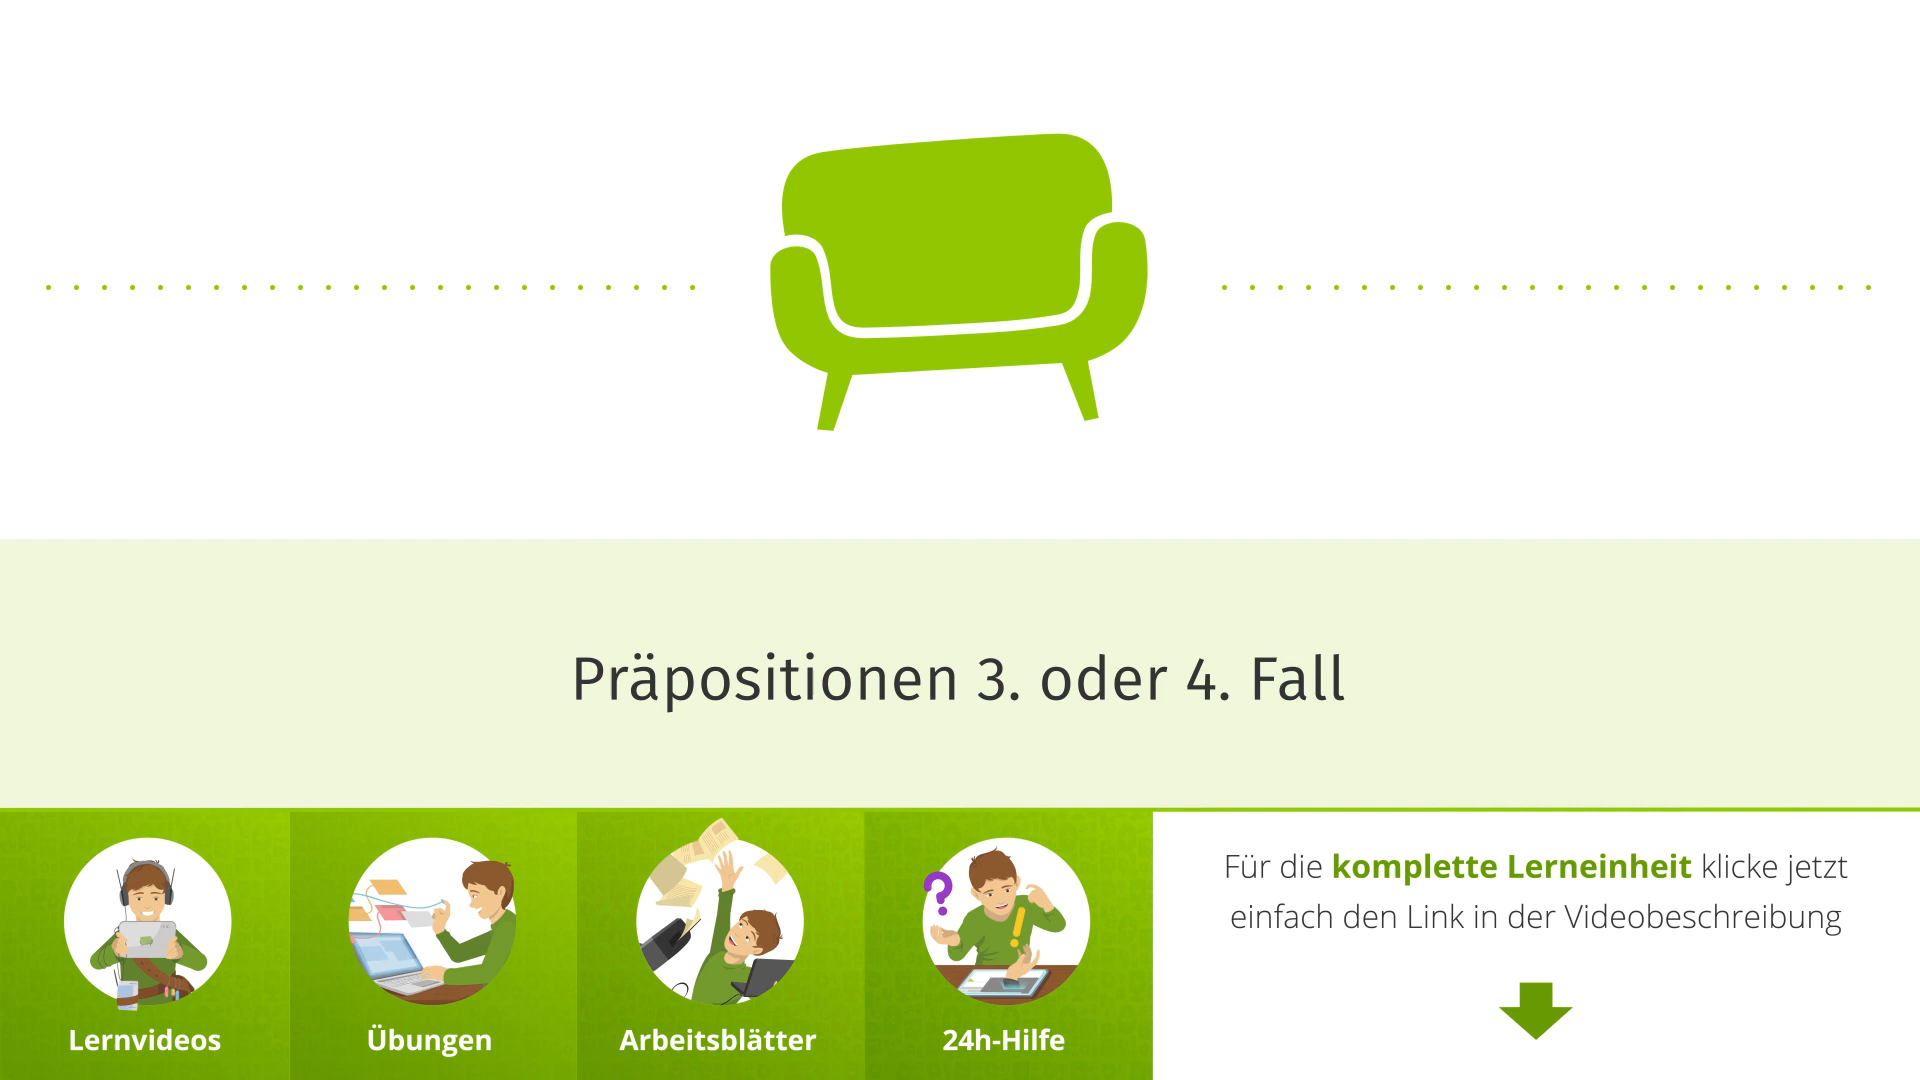 Präpositionen 3. oder 4. Fall
Für die komplette Lerneinheit klicke jetzt
einfach den Link in der Videobeschreibung
Lernvideos
Übungen
Arbeitsblätter
24h-Hilfe